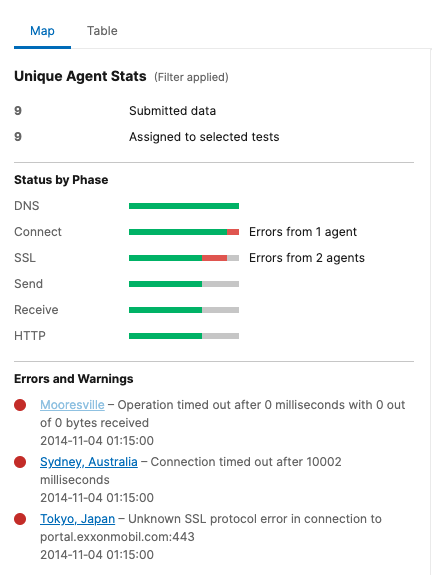 Map Table
Unique Agent Stats (Filter applied)
9 Submitted data
9 Assigned to selected tests
Status by Phase
DNS
Connect Errors from 1 agent
SSL Errors from 2 agents
Send
Receive
HTTP
Errors and Warnings
Mooresville – Operation timed out after 0 milliseconds with 0 out
of 0 bytes received
2014-11-04 01:15:00
Sydney, Australia – Connection timed out after 10002
milliseconds
2014-11-04 01:15:00
Tokyo, Japan – Unknown SSL protocol error in connection to
portal.exxonmobil.com:443
2014-11-04 01:15:00